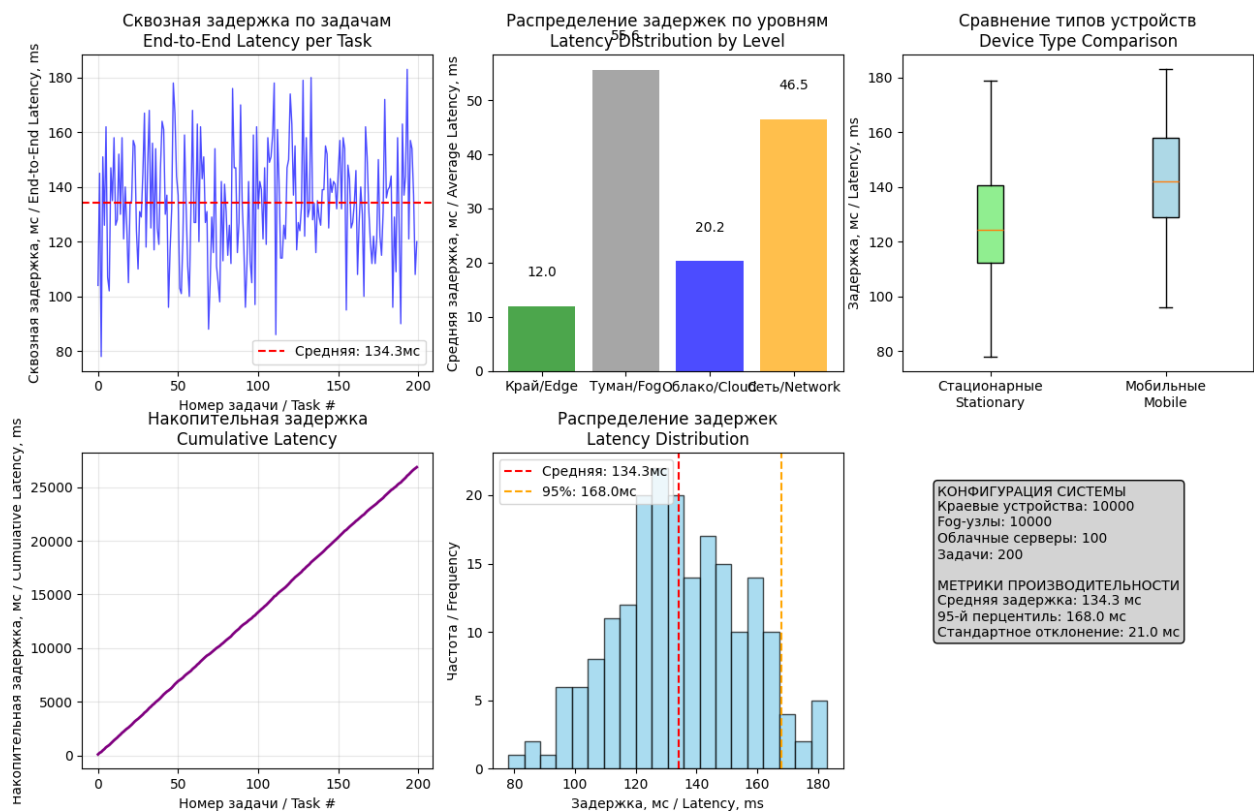 Сквозная задержка по задачам
End-to-End Latency per Task
Сквозная задержка, мс / End-to-End Latency, ms
180
160
140
120
100
80
Средняя: 134.3мс
0
50
100
150
200
Номер задачи / Task #
Распределение задержек по уровням
Latency Distribution by Level
Средняя задержка, мс / Average Latency, ms
50
40
30
20
10
0
12.0
55.6
20.2
46.5
Край/Edge
Туман/Fog
Облако/Cloud
Сеть/Network
Сравнение типов устройств
Device Type Comparison
Задержка, мс / Latency, ms
180
160
140
120
100
80
Стационарные
Stationary
Мобильные
Mobile
Накопительная задержка
Cumulative Latency
Накопительная задержка, мс / Cumulative Latency, ms
25000
20000
15000
10000
5000
0
0
50
100
150
200
Номер задачи / Task #
Распределение задержек
Latency Distribution
Частота / Frequency
20
15
10
5
0
Средняя: 134.3мс
95%: 168.0мс
80
100
120
140
160
180
Задержка, мс / Latency, ms
КОНФИГУРАЦИЯ СИСТЕМЫ
Краевые устройства: 10000
Fog-узлы: 10000
Облачные серверы: 100
Задачи: 200
МЕТРИКИ ПРОИЗВОДИТЕЛЬНОСТИ
Средняя задержка: 134.3 мс
95-й перцентиль: 168.0 мс
Стандартное отклонение: 21.0 мс